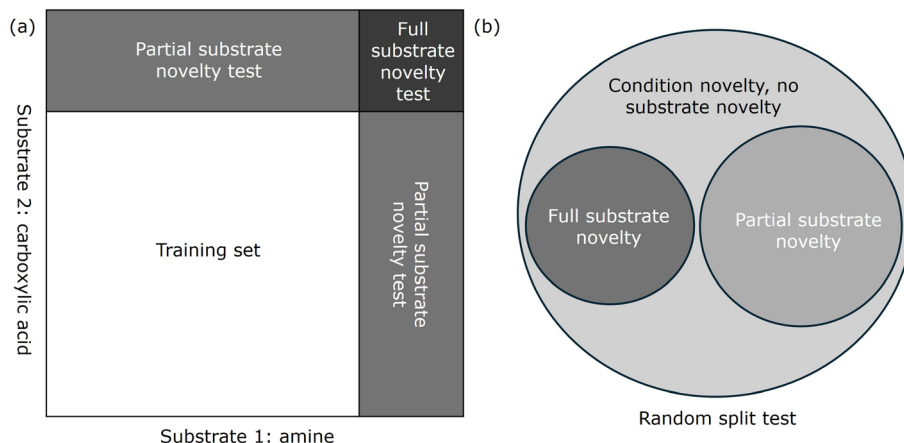 (a)
Partial substrate
novelty test
Full
substrate
novelty
test
Substrate 2: carboxylic acid
Training set
Partial substrate
novelty test
Substrate 1: amine
(b)
Condition novelty, no
substrate novelty
Full substrate
novelty
Partial substrate
novelty
Random split test